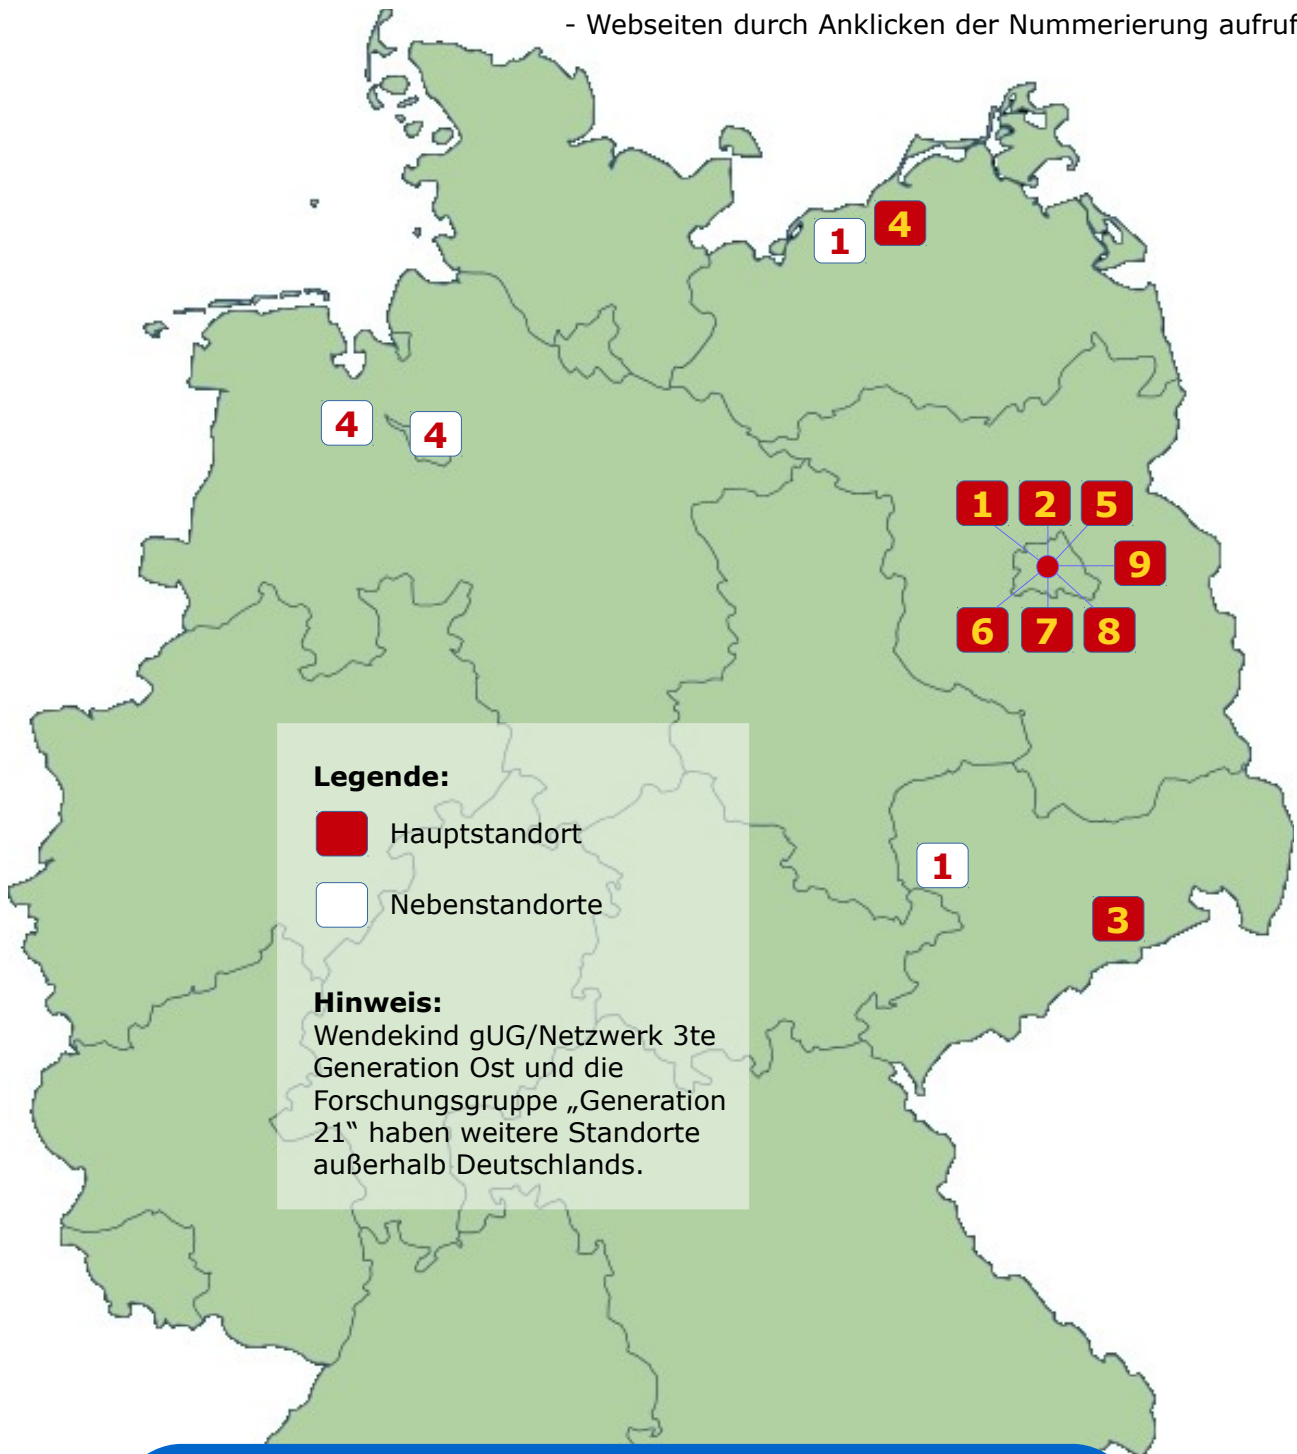 - Webseiten durch Anklicken der Nummerierung aufruf
4
1
4
4
1 2 5
9
6 7 8
Legende:
Hauptstandort
1
Nebenstandorte
3
Hinweis:
Wendekind gUG/Netzwerk 3te
Generation Ost und die
Forschungsgruppe „Generation
21“ haben weitere Standorte
außerhalb Deutschlands.